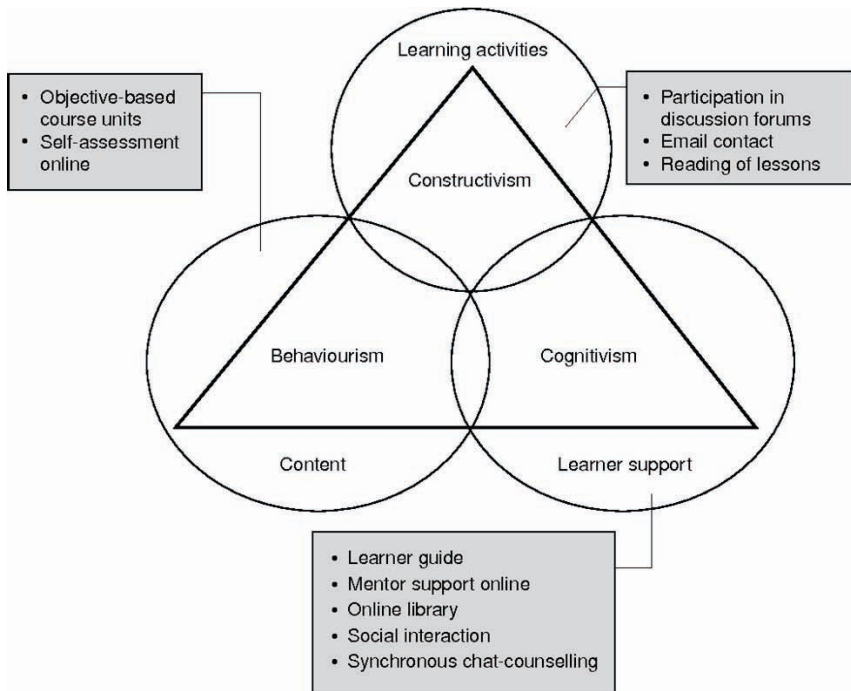 Learning activities
• Objective-based
course units
• Self-assessment
online
• Participation in
discussion forums
• Email contact
• Reading of lessons
Constructivism
Behaviourism
Cognitivism
Content
Learner support
• Learner guide
• Mentor support online
• Online library
• Social interaction
• Synchronous chat-counselling